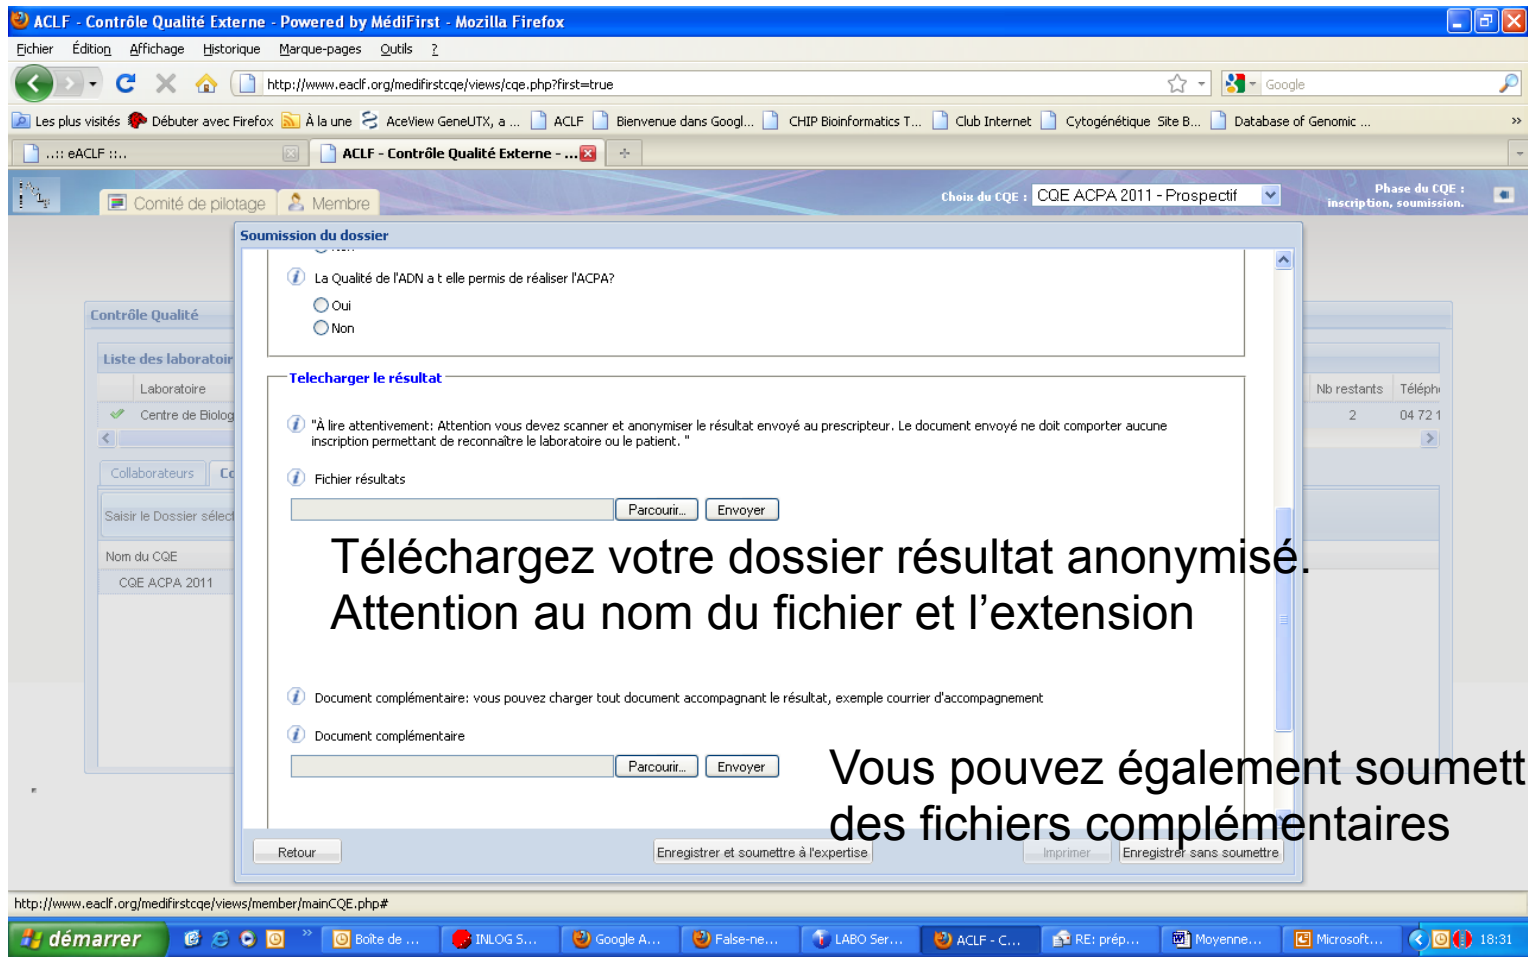 ACLF - Contrôle Qualité Externe - Powered by MédiFirst - Mozilla Firefox
Fichier Édition Affichage Historique Marque-pages Outils ?
http://www.eaclf.org/medifirstcqe/views/cqe.php?first=true Google
Les plus visités Débuter avec Firefox À la une AceView GeneUTX, a ... ACLF Bienvenue dans Googl... CHIP Bioinformatics T... Club Internet Cytogénétique Site B... Database of Genomic ... »
..:: eACLF ::.. ACLF - Contrôle Qualité Externe - ...
Comité de pilotage Membre Choix du CQE : CQE ACPA 2011 - Prospectif Phase du CQE :
inscription, soumission.
Soumission du dossier
La Qualité de l'ADN a t elle permis de réaliser l'ACPA?
Oui
Non
Contrôle Qualité
Liste des laboratoir
Laboratoire Nb restants Téléph
Centre de Biolog 2 04 72 1
Telecharger le résultat
"À lire attentivement: Attention vous devez scanner et anonymiser le résultat envoyé au prescripteur. Le document envoyé ne doit comporter aucune
inscription permettant de reconnaître le laboratoire ou le patient. "
Collaborateurs Co
Fichier résultats
Saisir le Dossier sélect
Parcourir... Envoyer
Nom du CQE
CQE ACPA 2011
Téléchargez votre dossier résultat anonymisé.
Attention au nom du fichier et l’extension
Document complémentaire: vous pouvez charger tout document accompagnant le résultat, exemple courrier d'accompagnement
Document complémentaire
Parcourir... Envoyer
Vous pouvez également soumett
des fichiers complémentaires
Retour Enregistrer et soumettre à l'expertise Imprimer Enregistrer sans soumettre
http://www.eaclf.org/medifirstcqe/views/member/mainCQE.php#
démarrer » Boîte de ... INLOG S... Google A... False-ne... LABO Ser... ACLF - C... RE: prép... Moyenne... Microsoft... 18:31